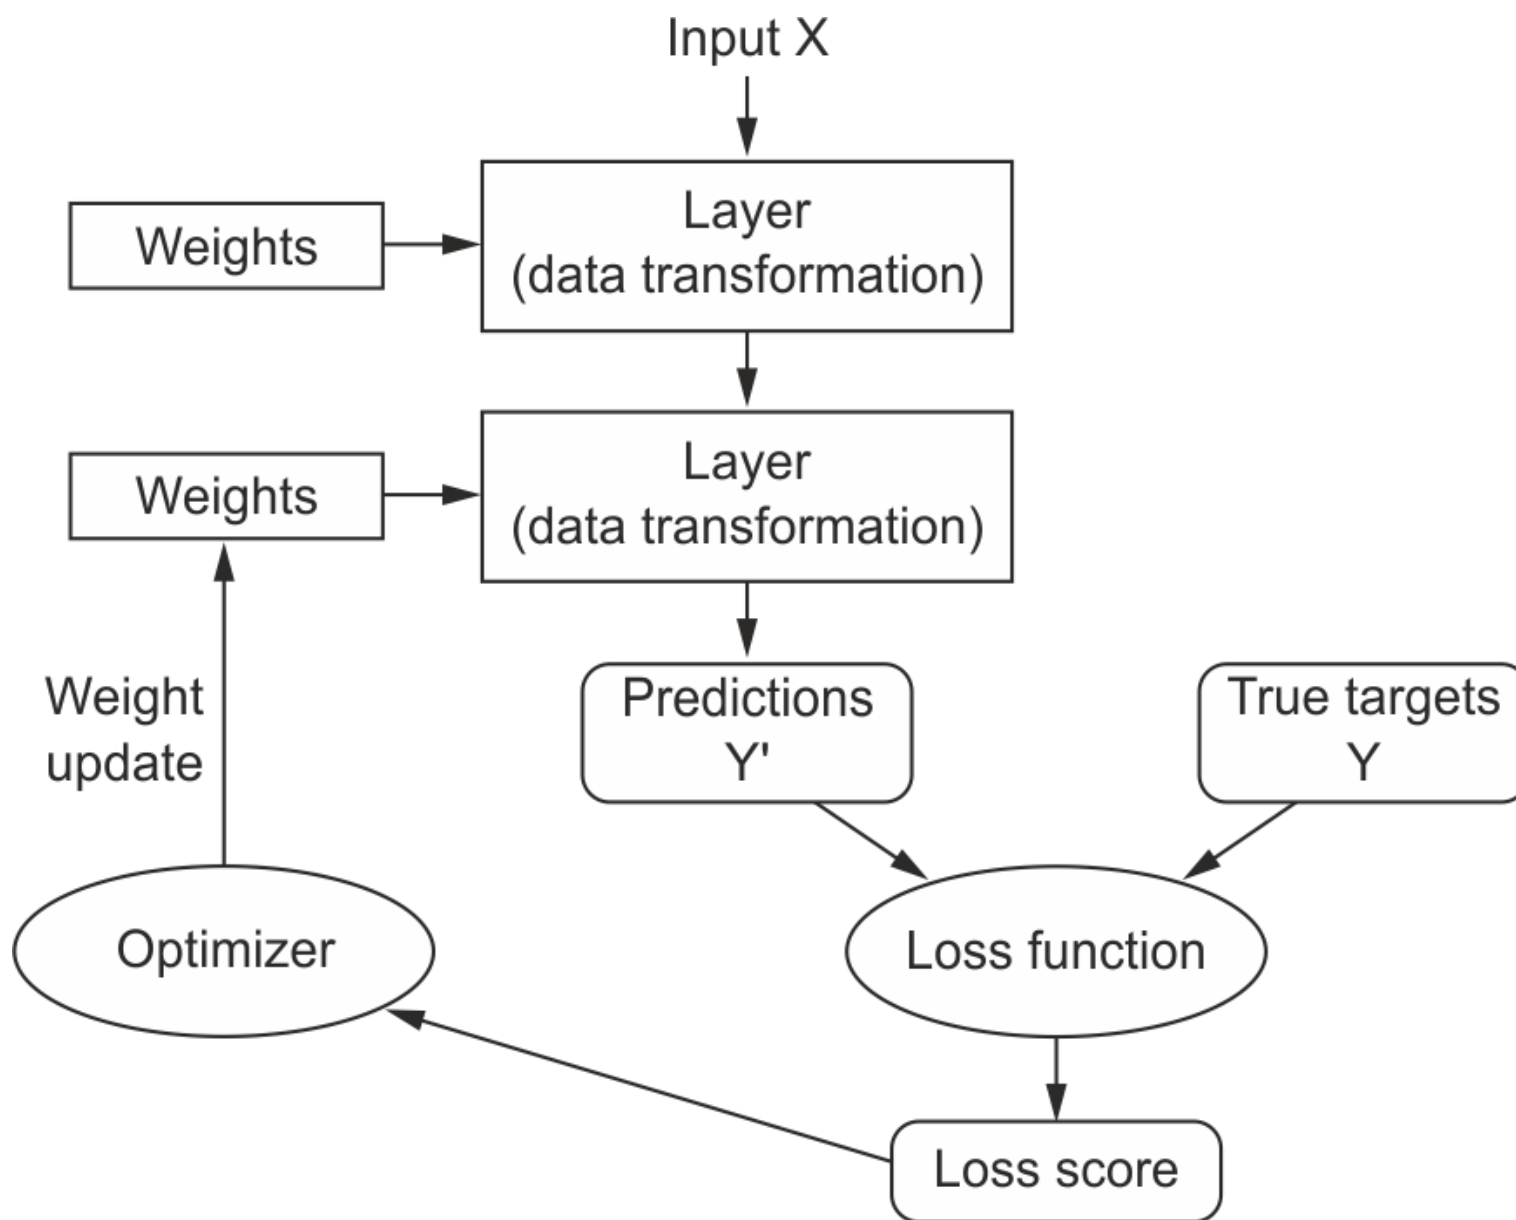 Input X
Layer
(data transformation)
Weights
Layer
(data transformation)
Weights
Weight
update
Predictions
Y'
True targets
Y
Optimizer
Loss function
Loss score